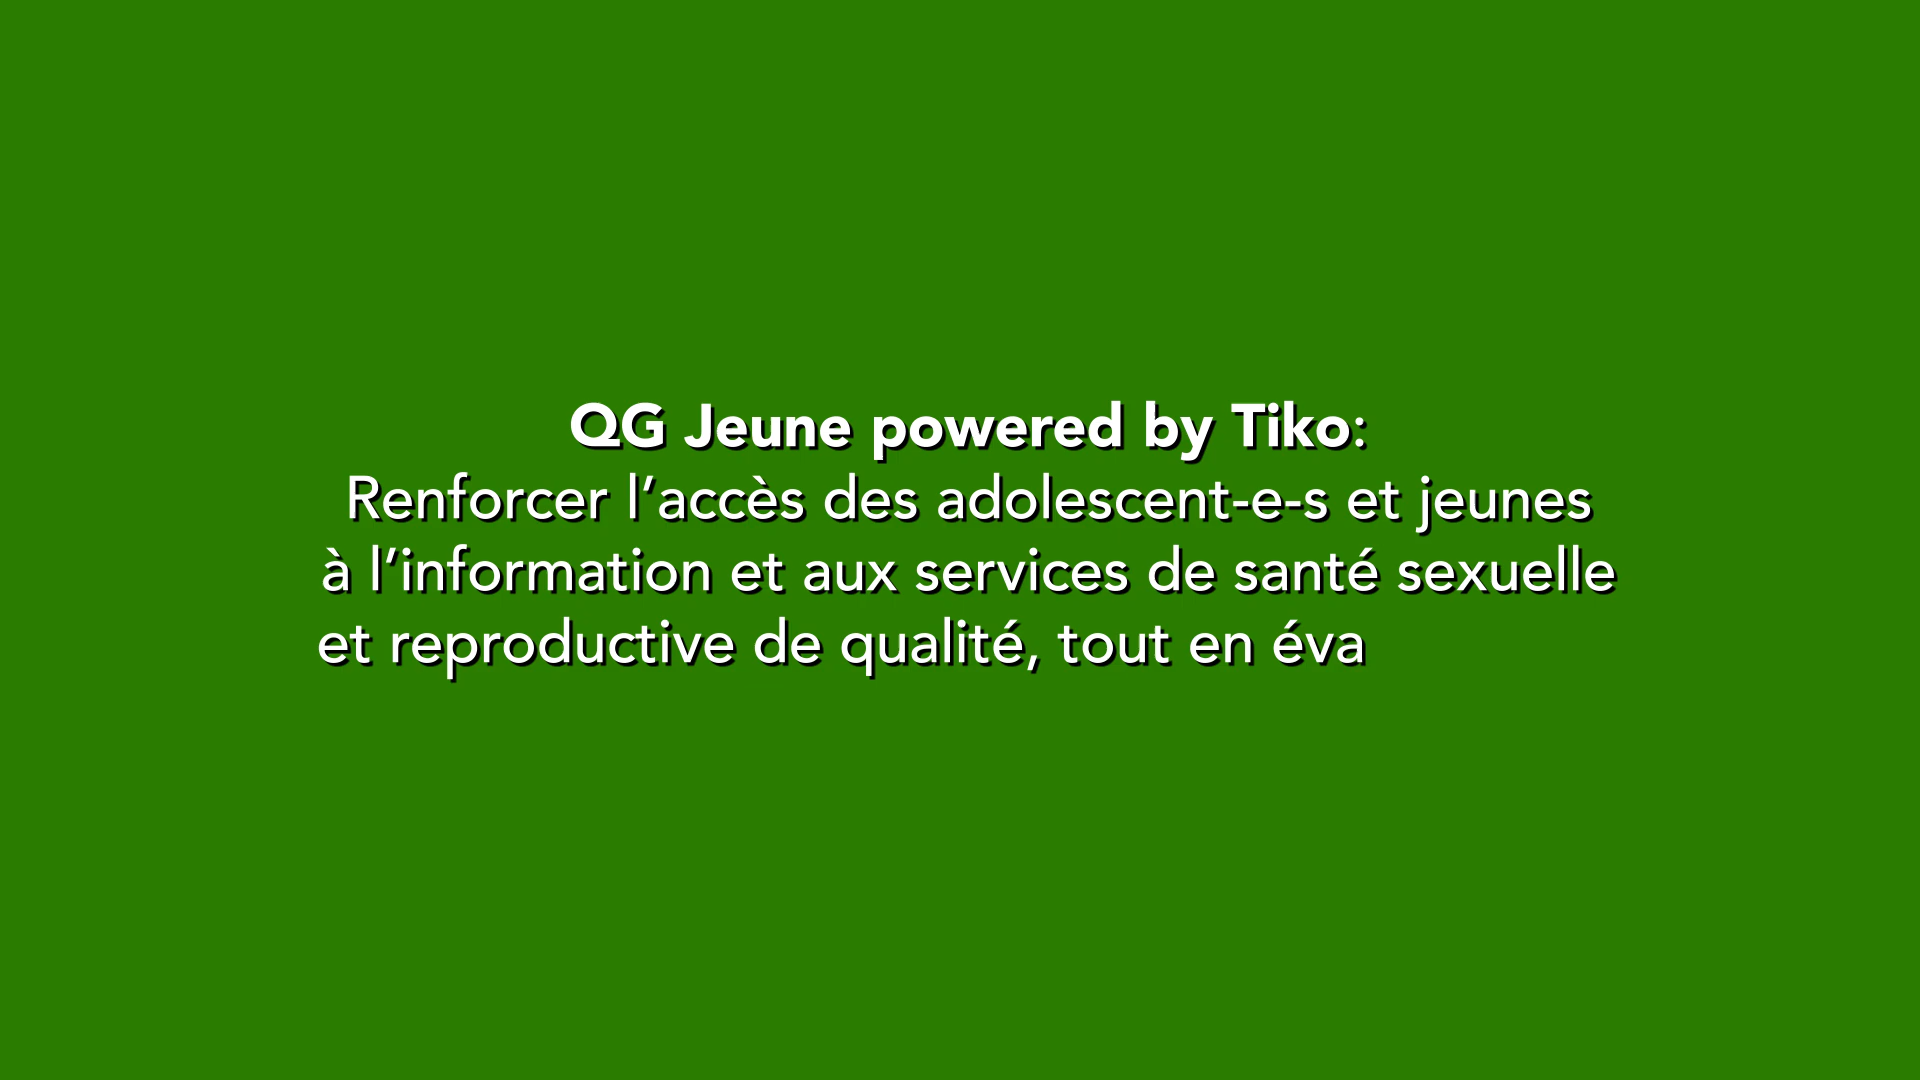 QG Jeune powered by Tiko:
Renforcer l’accès des adolescent-e-s et jeunes
à l’information et aux services de santé sexuelle
et reproductive de qualité, tout en éva